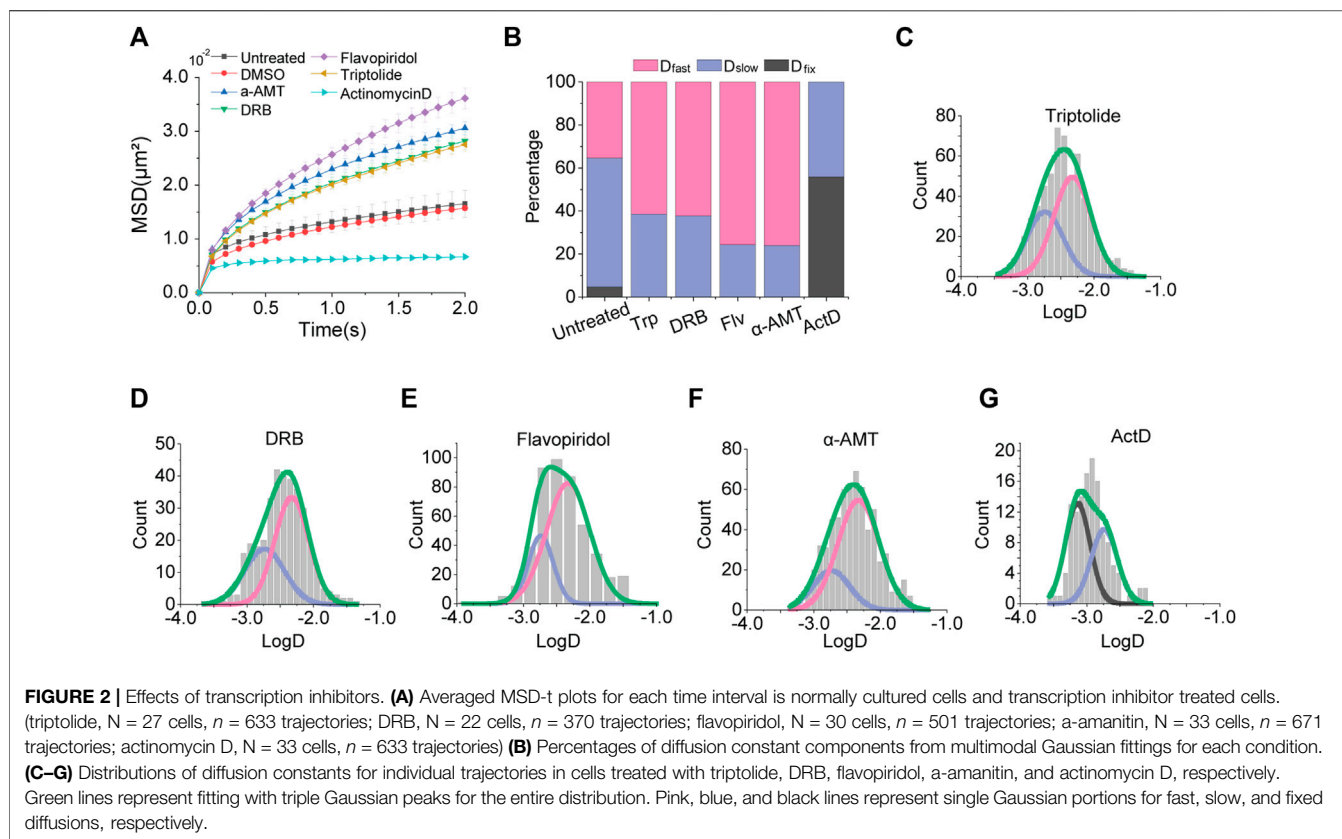 A
10⁻²
Untreated
Flavopiridol
DMSO
Triptolide
a-AMT
ActinomycinD
DRB
4.0
3.0
2.0
1.0
0.0
MSD(µm²)
0.0 0.5 1.0 1.5 2.0
Time(s)
B
Dfast Dslow Dfix
100
80
60
40
20
0
Percentage
Untreated Trp DRB Flv α-AMT ActD
C
Triptolide
80
60
40
20
0
Count
-4.0 -3.0 -2.0 -1.0
LogD
D
DRB
50
40
30
20
10
0
Count
-4.0 -3.0 -2.0 -1.0
LogD
E
Flavopiridol
100
80
60
40
20
0
Count
-4.0 -3.0 -2.0 -1.0
LogD
F
α-AMT
80
60
40
20
0
Count
-4.0 -3.0 -2.0 -1.0
LogD
G
ActD
20
16
12
8
4
0
Count
-4.0 -3.0 -2.0 -1.0
LogD
FIGURE 2 | Effects of transcription inhibitors. (A) Averaged MSD-t plots for each time interval is normally cultured cells and transcription inhibitor treated cells.
(triptolide, N = 27 cells, n = 633 trajectories; DRB, N = 22 cells, n = 370 trajectories; flavopiridol, N = 30 cells, n = 501 trajectories; a-amanitin, N = 33 cells, n = 671
trajectories; actinomycin D, N = 33 cells, n = 633 trajectories) (B) Percentages of diffusion constant components from multimodal Gaussian fittings for each condition.
(C–G) Distributions of diffusion constants for individual trajectories in cells treated with triptolide, DRB, flavopiridol, a-amanitin, and actinomycin D, respectively.
Green lines represent fitting with triple Gaussian peaks for the entire distribution. Pink, blue, and black lines represent single Gaussian portions for fast, slow, and fixed
diffusions, respectively.